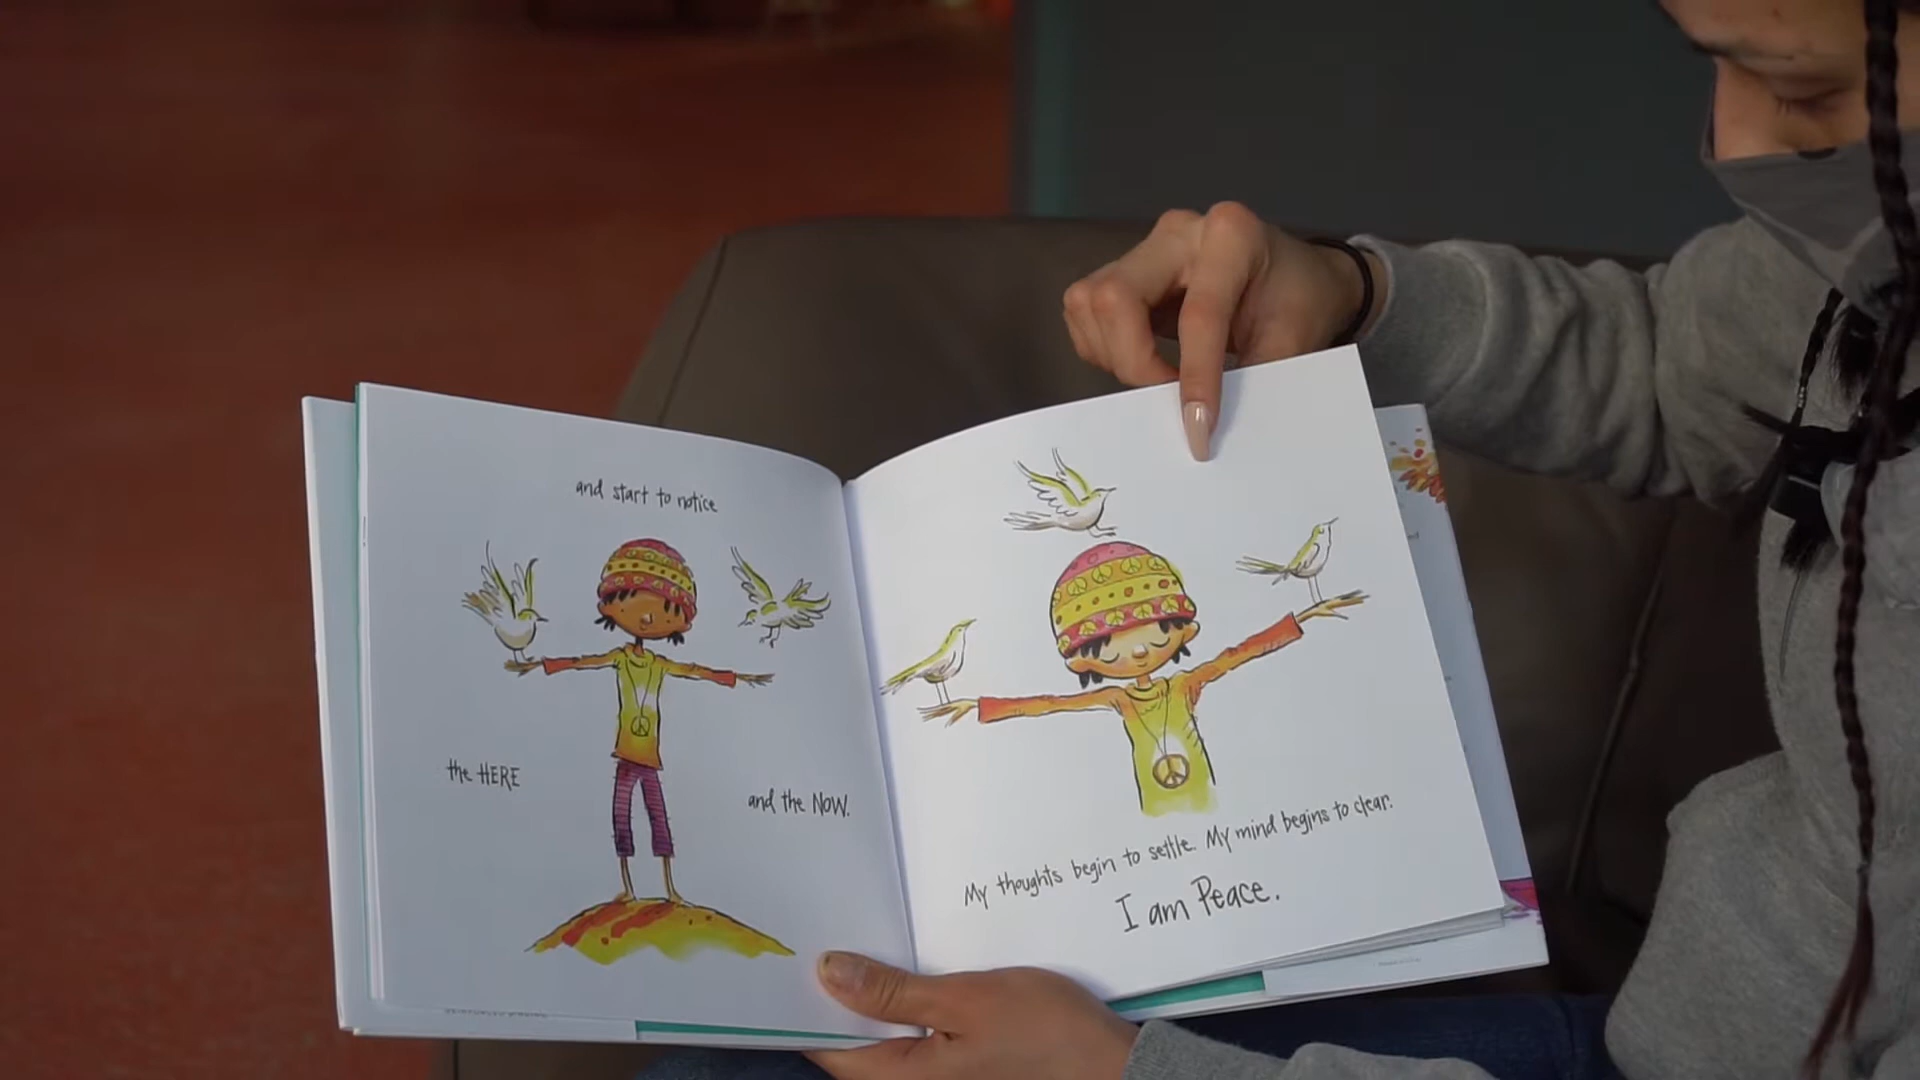 and start to notice
the HERE
and the NOW.
My thoughts begin to settle. My mind begins to clear.
I am Peace.